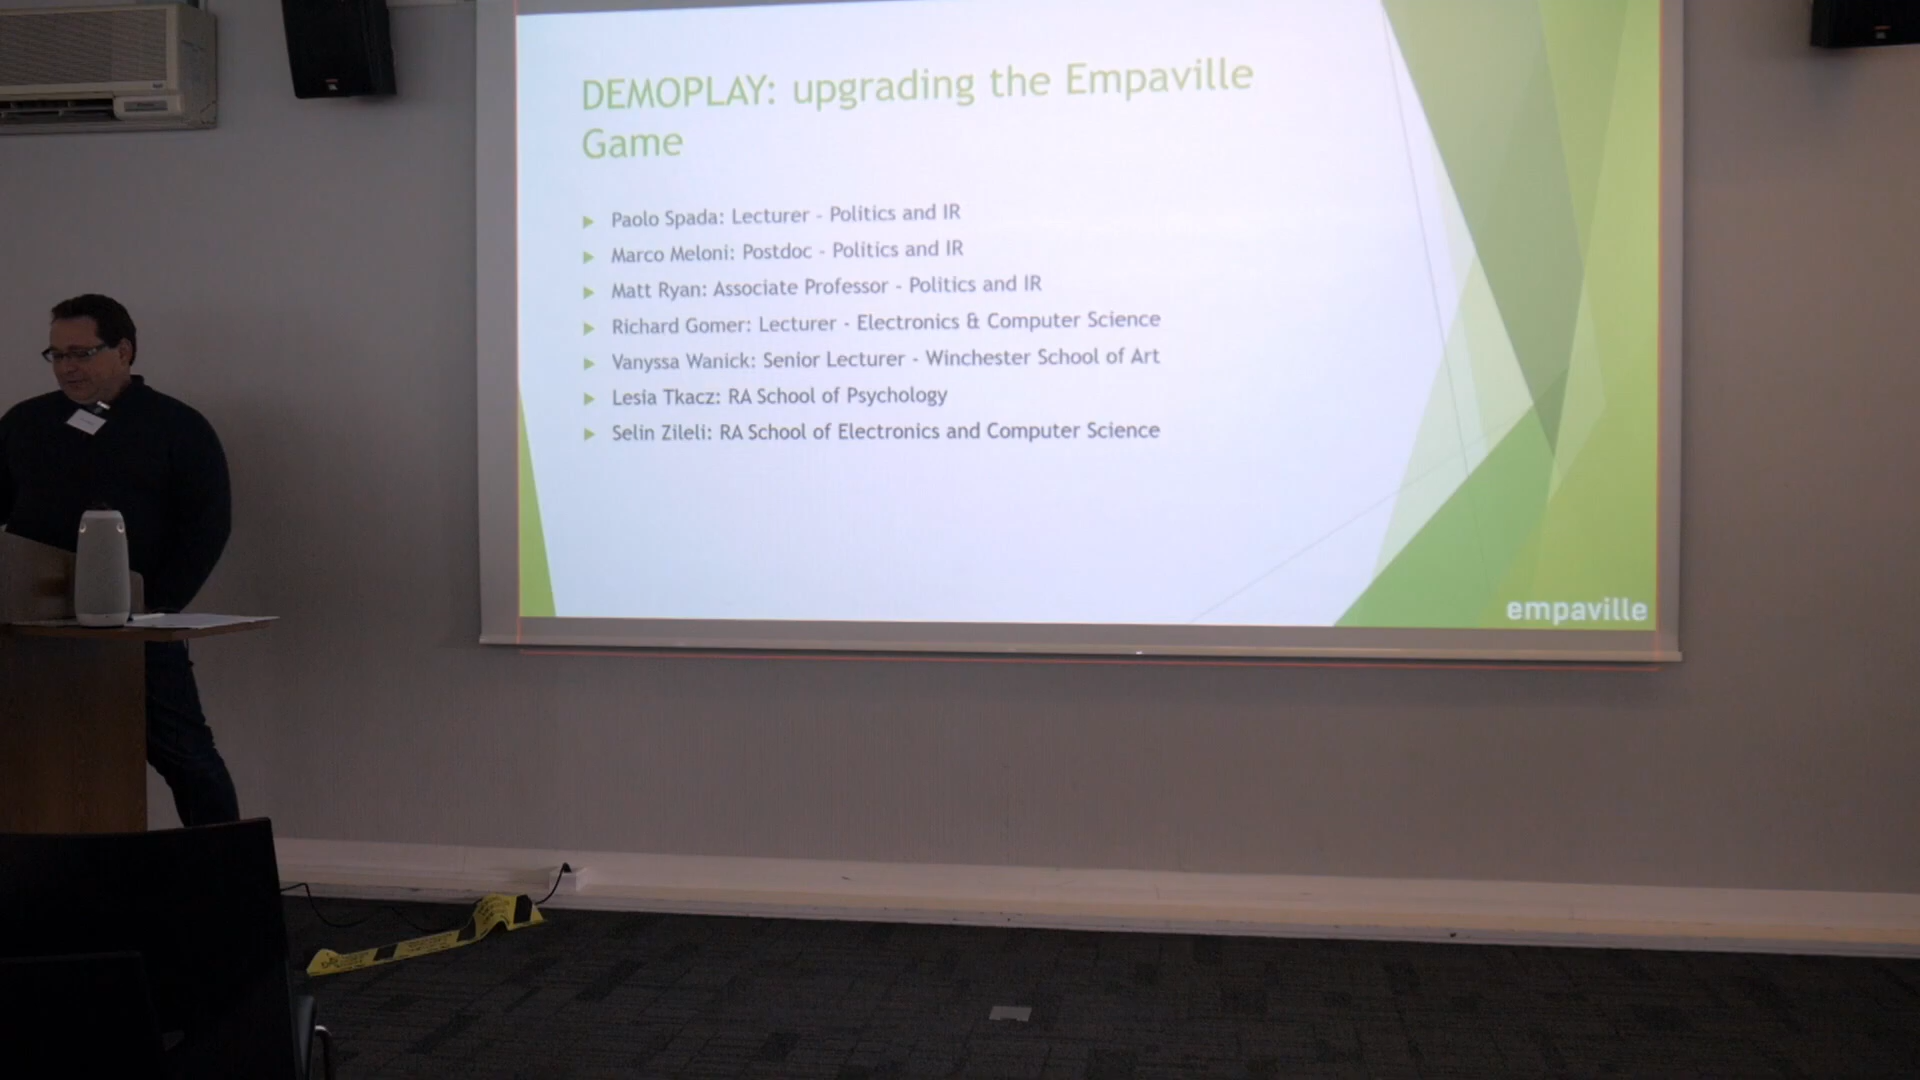 DEMOPLAY: upgrading the Empaville
Game
Paolo Spada: Lecturer - Politics and IR
Marco Meloni: Postdoc - Politics and IR
Matt Ryan: Associate Professor - Politics and IR
Richard Gomer: Lecturer - Electronics & Computer Science
Vanyssa Wanick: Senior Lecturer - Winchester School of Art
Lesia Tkacz: RA School of Psychology
Selin Zileli: RA School of Electronics and Computer Science
empaville